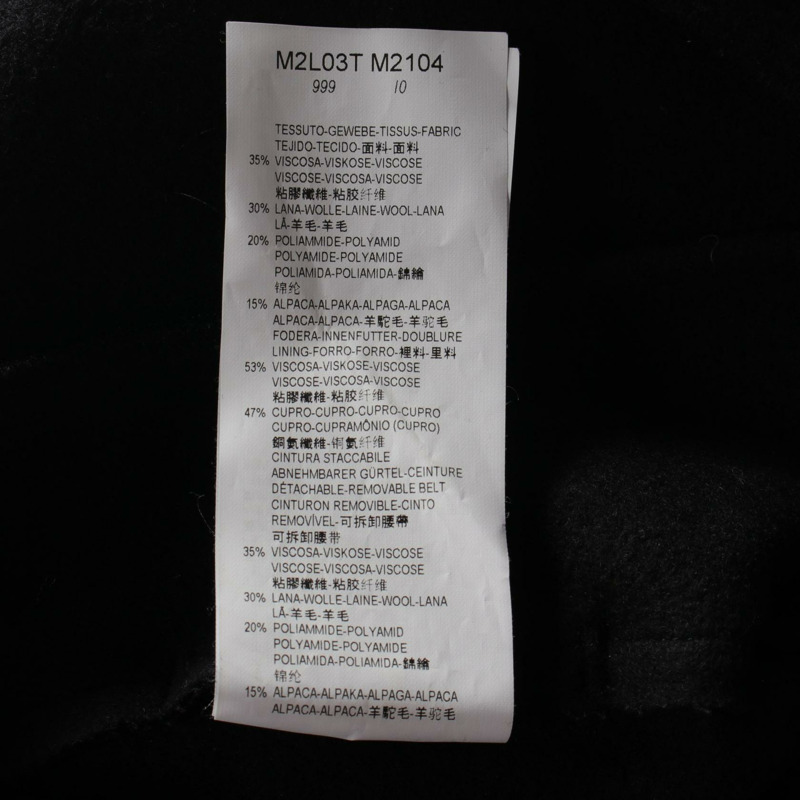 M2L03T M2104
999 10
TESSUTO-GEWEBE-TISSUS-FABRIC
TEJIDO-TECIDO-面料-面料
35% VISCOSA-VISKOSE-VISCOSE
VISCOSE-VISCOSA-VISCOSE
粘膠纖維-粘胶纤维
30% LANA-WOLLE-LAINE-WOOL-LANA
LÃ-羊毛-羊毛
20% POLIAMMIDE-POLYAMID
POLYAMIDE-POLYAMIDE
POLIAMIDA-POLIAMIDA-錦繪
锦纶
15% ALPACA-ALPAKA-ALPAGA-ALPACA
ALPACA-ALPACA-羊駝毛-羊驼毛
FODERA-INNENFUTTER-DOUBLURE
LINING-FORRO-FORRO-裡料-里料
53% VISCOSA-VISKOSE-VISCOSE
VISCOSE-VISCOSA-VISCOSE
粘膠纖維-粘胶纤维
47% CUPRO-CUPRO-CUPRO-CUPRO
CUPRO-CUPRAMÔNIO (CUPRO)
銅氨纖維-铜氨纤维
CINTURA STACCABILE
ABNEHMBARER GÜRTEL-CEINTURE
DÉTACHABLE-REMOVABLE BELT
CINTURON REMOVIBLE-CINTO
REMOVÍVEL-可拆卸腰帶
可拆卸腰带
35% VISCOSA-VISKOSE-VISCOSE
VISCOSE-VISCOSA-VISCOSE
粘膠纖維-粘胶纤维
30% LANA-WOLLE-LAINE-WOOL-LANA
LÃ-羊毛-羊毛
20% POLIAMMIDE-POLYAMID
POLYAMIDE-POLYAMIDE
POLIAMIDA-POLIAMIDA-錦繪
锦纶
15% ALPACA-ALPAKA-ALPAGA-ALPACA
ALPACA-ALPACA-羊駝毛-羊驼毛